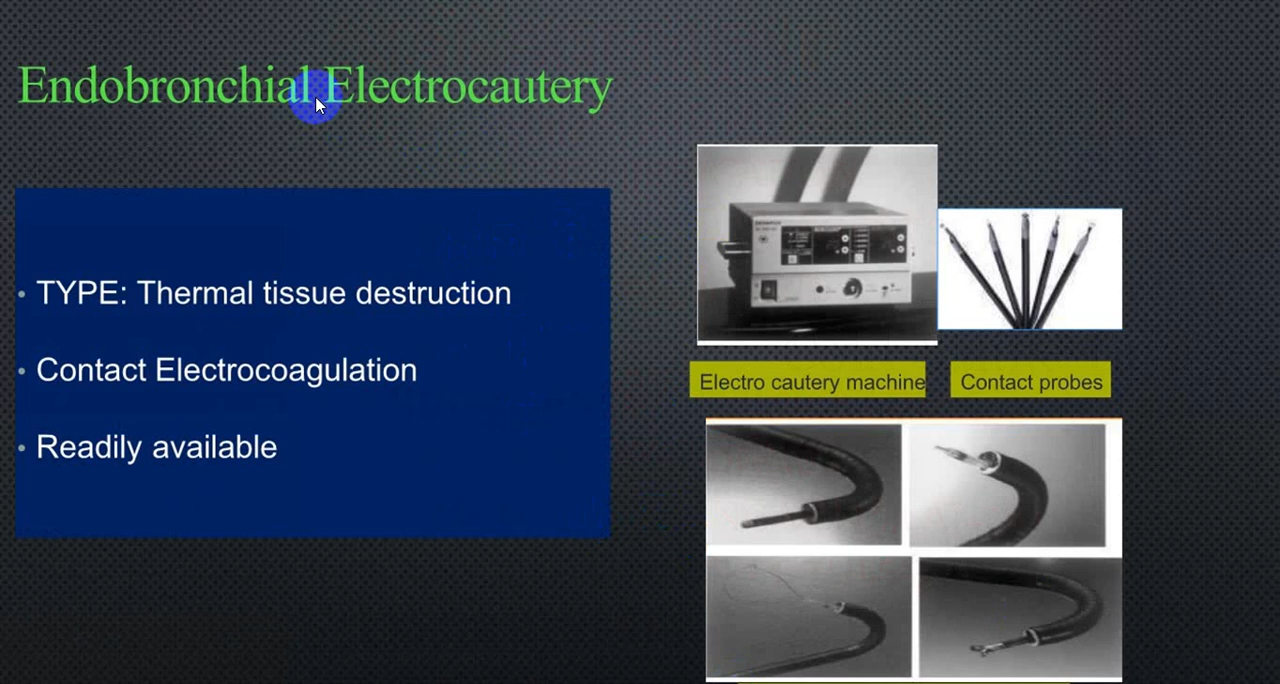 Endobronchial Electrocautery
• TYPE: Thermal tissue destruction
• Contact Electrocoagulation
• Readily available
Electro cautery machine
Contact probes